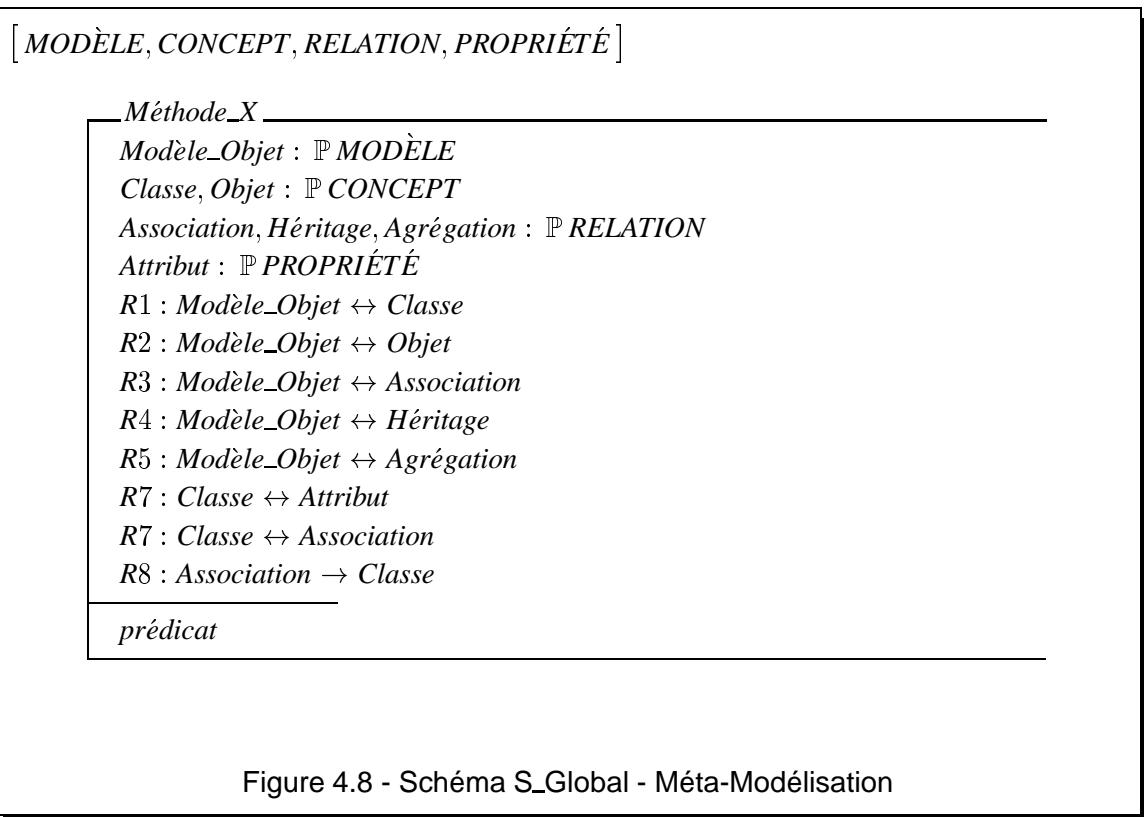 [MODÈLE, CONCEPT, RELATION, PROPRIÉTÉ]
Méthode_X
Modèle_Objet : ℙ MODÈLE
Classe, Objet : ℙ CONCEPT
Association, Héritage, Agrégation : ℙ RELATION
Attribut : ℙ PROPRIÉTÉ
R1 : Modèle_Objet ↔ Classe
R2 : Modèle_Objet ↔ Objet
R3 : Modèle_Objet ↔ Association
R4 : Modèle_Objet ↔ Héritage
R5 : Modèle_Objet ↔ Agrégation
R7 : Classe ↔ Attribut
R7 : Classe ↔ Association
R8 : Association → Classe
prédicat
Figure 4.8 - Schéma S_Global - Méta-Modélisation